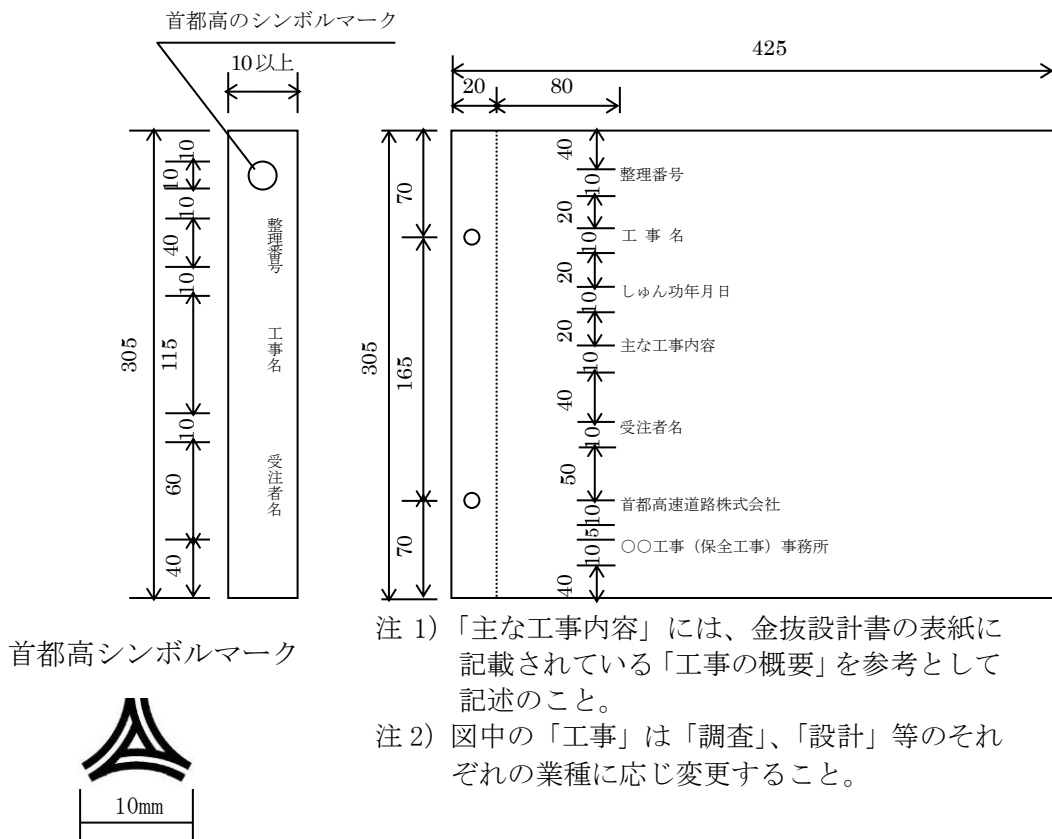 首都高のシンボルマーク
10以上
425
20
80
305
10
10
10
40
10
115
10
60
40
整理番号
工事名
受注者名
305
70
165
70
40
10
20
10
20
10
20
10
40
10
50
10
5
10
40
整理番号
工 事 名
しゅん功年月日
主な工事内容
受注者名
首都高速道路株式会社
○○工事（保全工事）事務所
首都高シンボルマーク
10mm
注 1）「主な工事内容」には、金抜設計書の表紙に
記載されている「工事の概要」を参考として
記述のこと。
注 2） 図中の「工事」は「調査」、「設計」等のそれ
ぞれの業種に応じ変更すること。